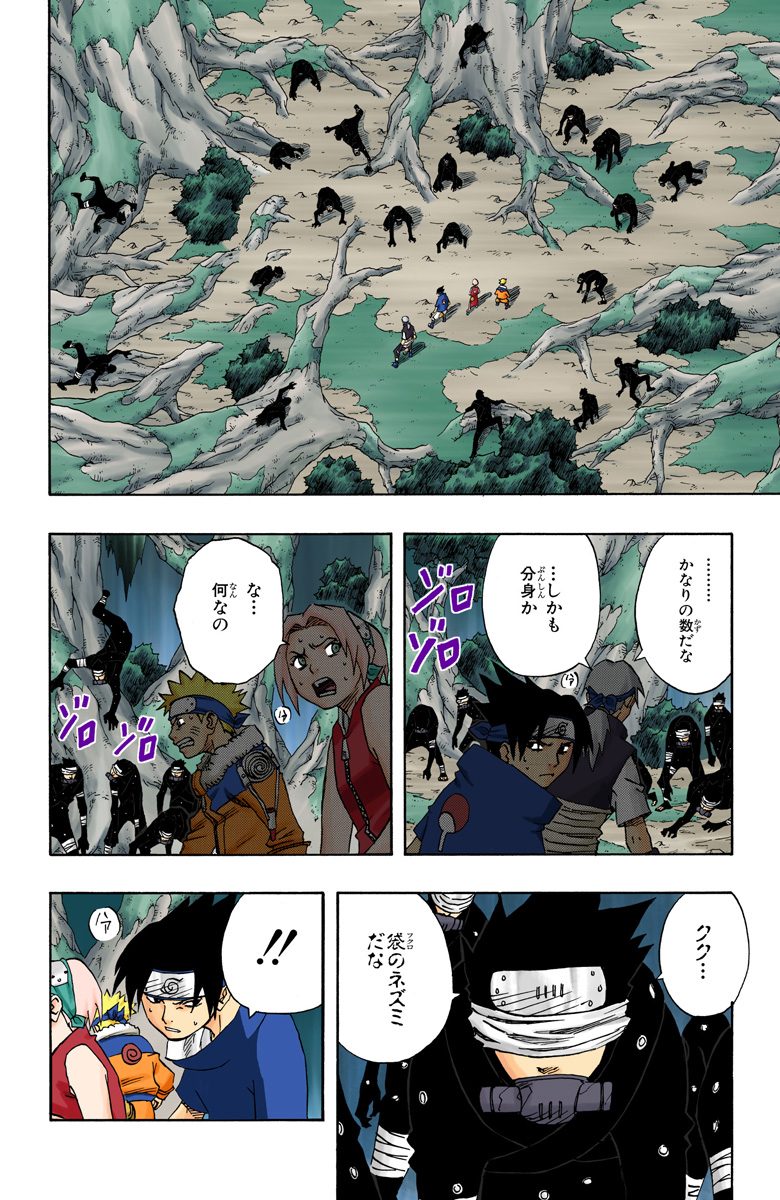 ………
かなりの数だな
…しかも
分身か
ゾロ
ゾロ
な…
何なの
ゾロ
ゾロ
クク…
袋のネズミ
だな
!!
ハァ